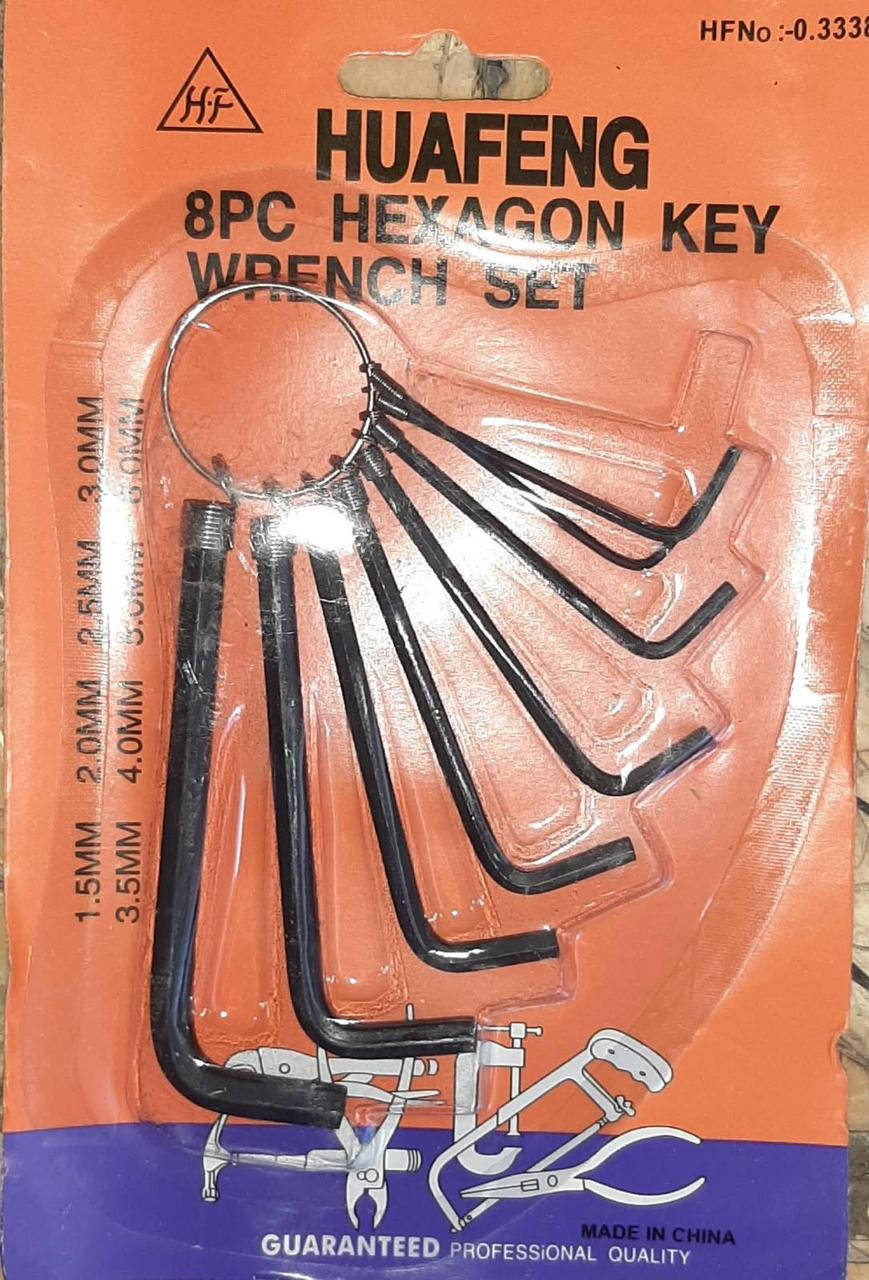 HFNo :-0.3338
H·F
HUAFENG
8PC HEXAGON KEY
WRENCH SET
1.5MM 2.0MM 2.5MM 3.0MM
3.5MM 4.0MM 5.0MM 6.0MM
MADE IN CHINA
GUARANTEED PROFESSiONAL QUALITY